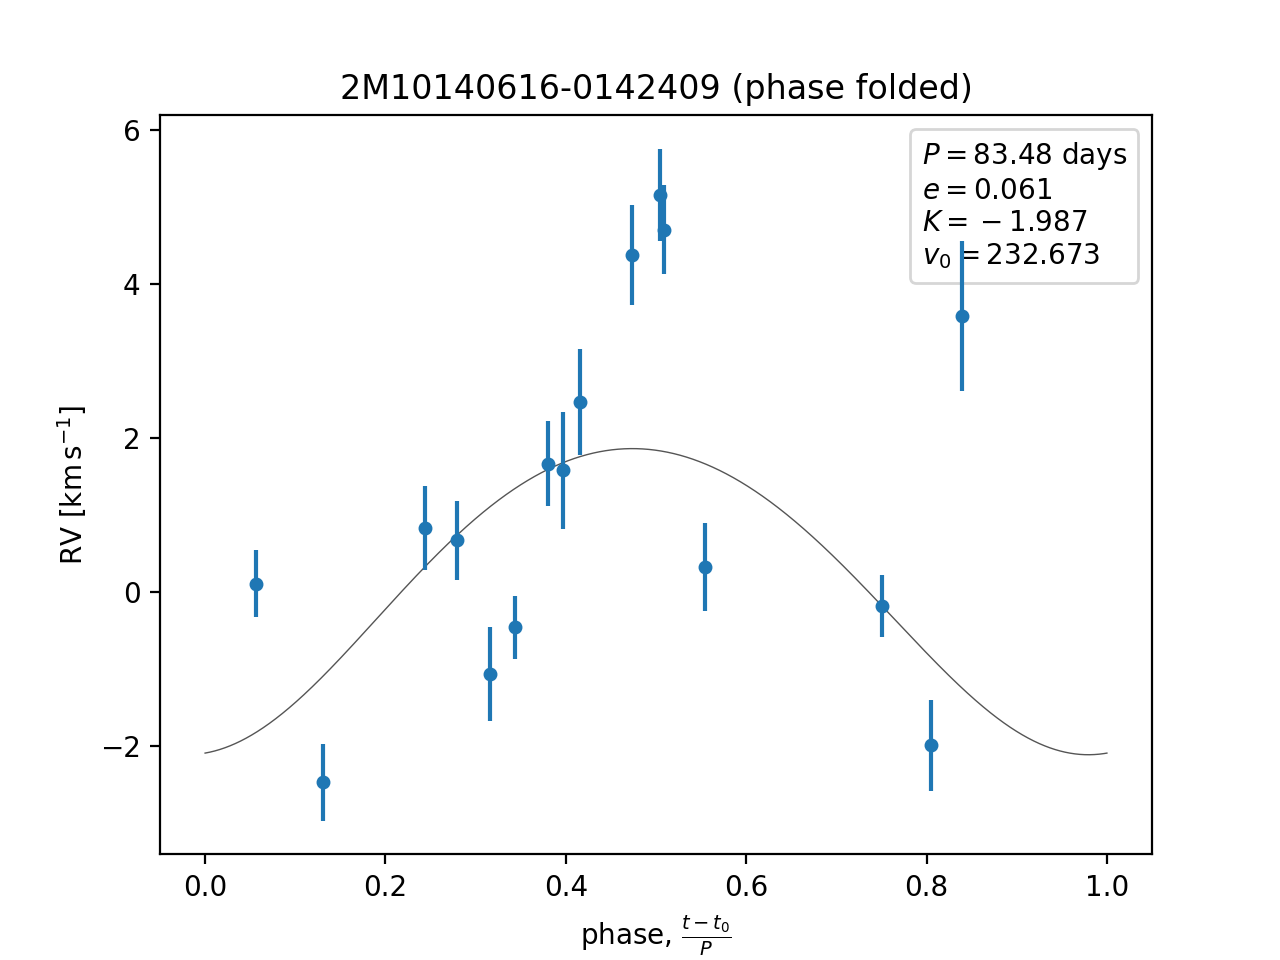 2M10140616-0142409 (phase folded)
P = 83.48 days
e = 0.061
K = −1.987
v₀ = 232.673
RV [km s⁻¹]
6
4
2
0
−2
0.0 0.2 0.4 0.6 0.8 1.0
phase, (t − t₀)/P